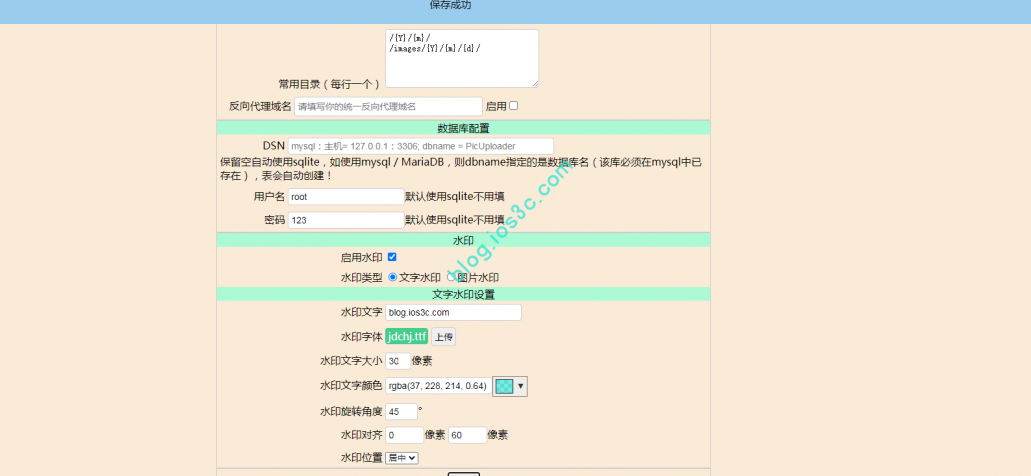 保存成功
/{Y}/{m}/
/images/{Y}/{m}/{d}/
常用目录（每行一个）
反向代理域名 请填写你的统一反向代理域名 启用
数据库配置
DSN mysql：主机= 127.0.0.1；3306; dbname = PicUploader
保留空自动使用sqlite，如使用mysql / MariaDB，则dbname指定的是数据库名（该库必须在mysql中已
存在），表会自动创建！
用户名 root 默认使用sqlite不用填
密码 123 默认使用sqlite不用填
水印
启用水印
水印类型 文字水印 图片水印
blog.ios3c.com
文字水印设置
水印文字 blog.ios3c.com
水印字体 jdchj.ttf 上传
水印文字大小 30 像素
水印文字颜色 rgba(37, 228, 214, 0.64)
水印旋转角度 45 °
水印对齐 0 像素 60 像素
水印位置 居中